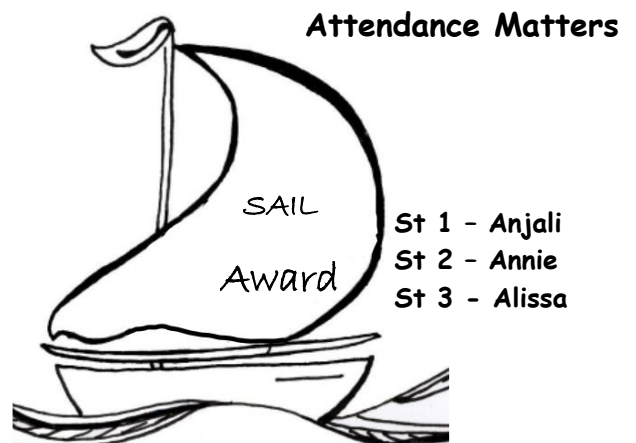 Attendance Matters
SAIL
Award
St 1 – Anjali
St 2 – Annie
St 3 - Alissa